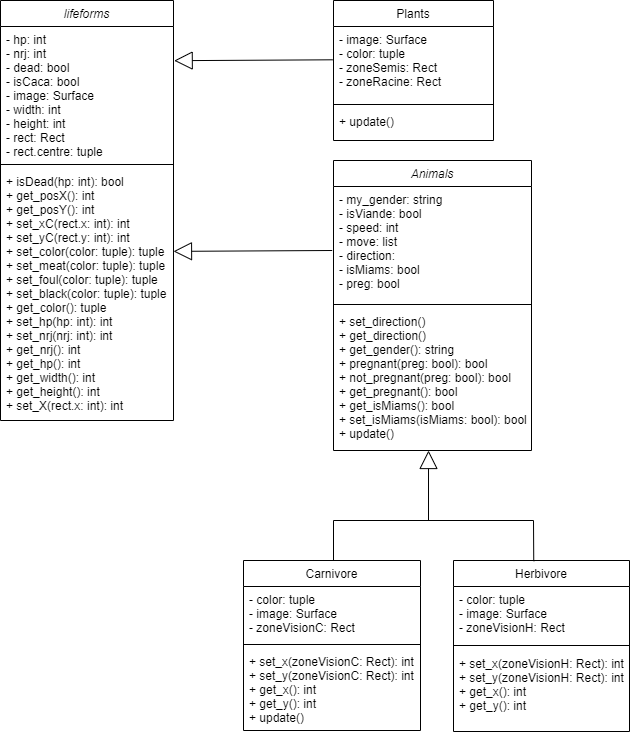 lifeforms
- hp: int
- nrj: int
- dead: bool
- isCaca: bool
- image: Surface
- width: int
- height: int
- rect: Rect
- rect.centre: tuple
+ isDead(hp: int): bool
+ get_posX(): int
+ get_posY(): int
+ set_xC(rect.x: int): int
+ set_yC(rect.y: int): int
+ set_color(color: tuple): tuple
+ set_meat(color: tuple): tuple
+ set_foul(color: tuple): tuple
+ set_black(color: tuple): tuple
+ get_color(): tuple
+ set_hp(hp: int): int
+ set_nrj(nrj: int): int
+ get_nrj(): int
+ get_hp(): int
+ get_width(): int
+ get_height(): int
+ set_X(rect.x: int): int
Plants
- image: Surface
- color: tuple
- zoneSemis: Rect
- zoneRacine: Rect
+ update()
Animals
- my_gender: string
- isViande: bool
- speed: int
- move: list
- direction:
- isMiams: bool
- preg: bool
+ set_direction()
+ get_direction()
+ get_gender(): string
+ pregnant(preg: bool): bool
+ not_pregnant(preg: bool): bool
+ get_pregnant(): bool
+ get_isMiams(): bool
+ set_isMiams(isMiams: bool): bool
+ update()
Carnivore
- color: tuple
- image: Surface
- zoneVisionC: Rect
+ set_x(zoneVisionC: Rect): int
+ set_y(zoneVisionC: Rect): int
+ get_x(): int
+ get_y(): int
+ update()
Herbivore
- color: tuple
- image: Surface
- zoneVisionH: Rect
+ set_x(zoneVisionH: Rect): int
+ set_y(zoneVisionH: Rect): int
+ get_x(): int
+ get_y(): int